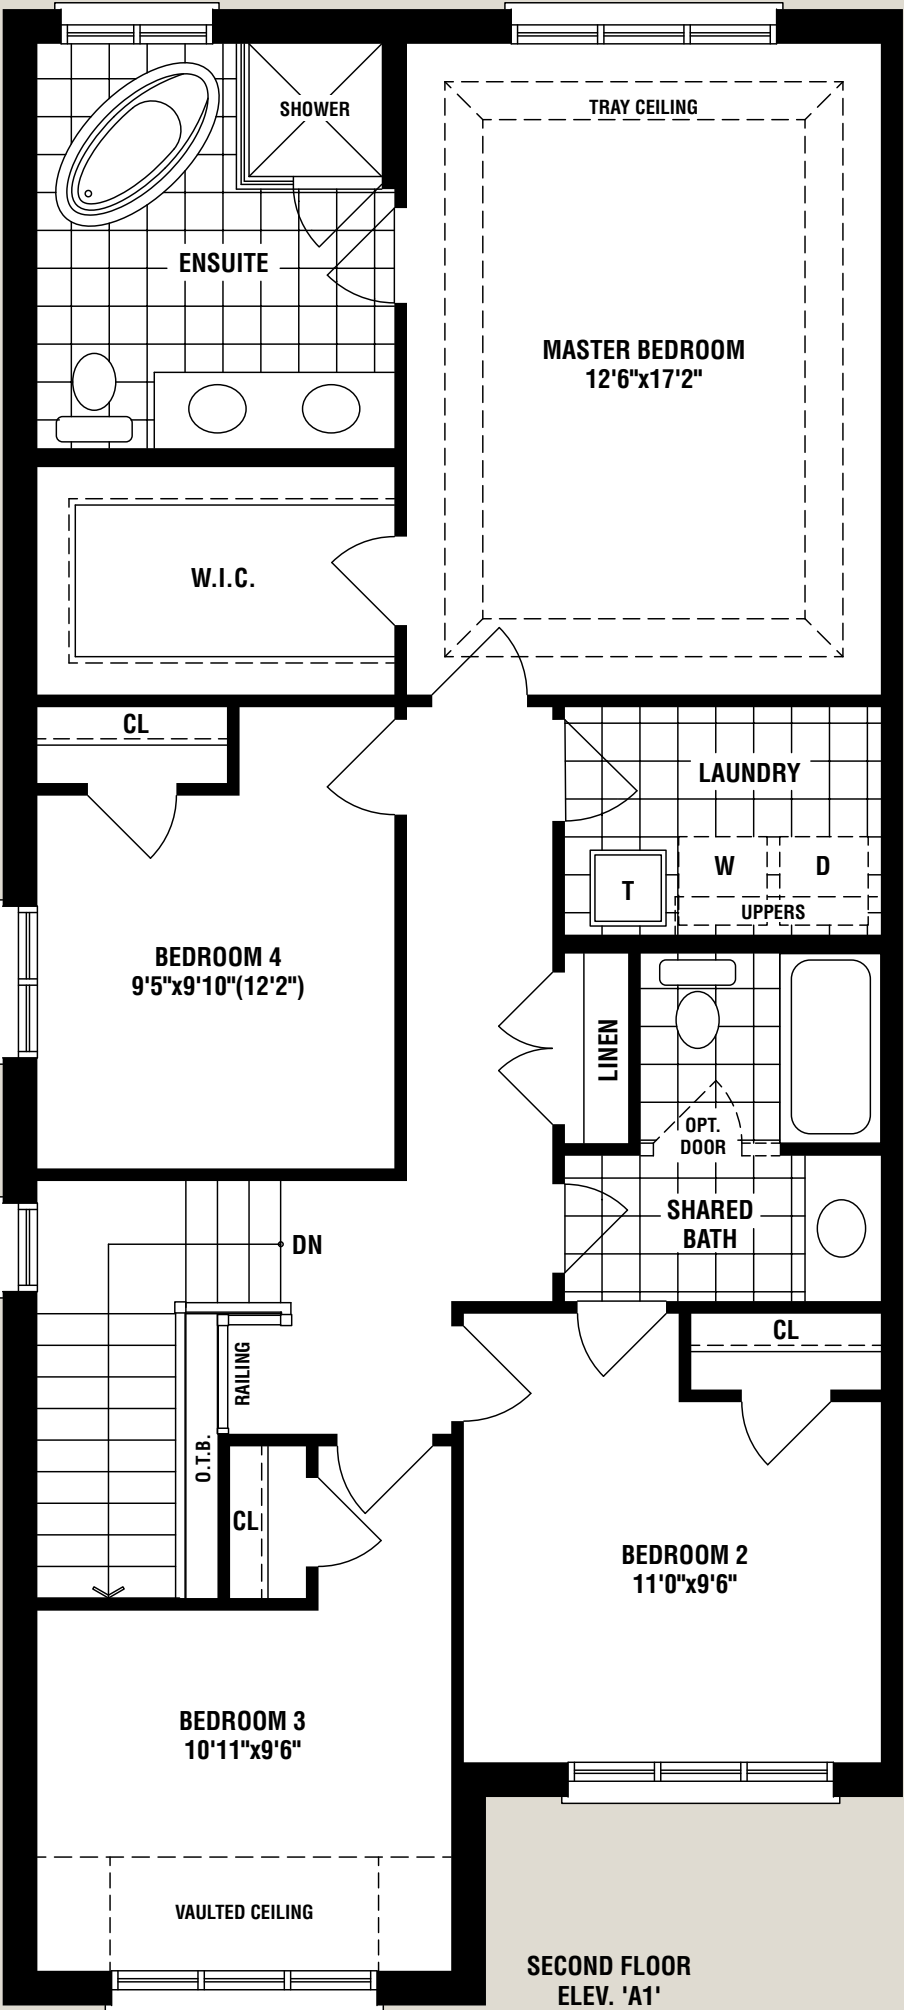 SHOWER
TRAY CEILING
ENSUITE
MASTER BEDROOM
12'6"x17'2"
W.I.C.
CL
LAUNDRY
W
D
T
UPPERS
BEDROOM 4
9'5"x9'10"(12'2")
LINEN
OPT.
DOOR
SHARED
BATH
DN
CL
RAILING
O.T.B.
CL
BEDROOM 2
11'0"x9'6"
BEDROOM 3
10'11"x9'6"
VAULTED CEILING
SECOND FLOOR
ELEV. 'A1'